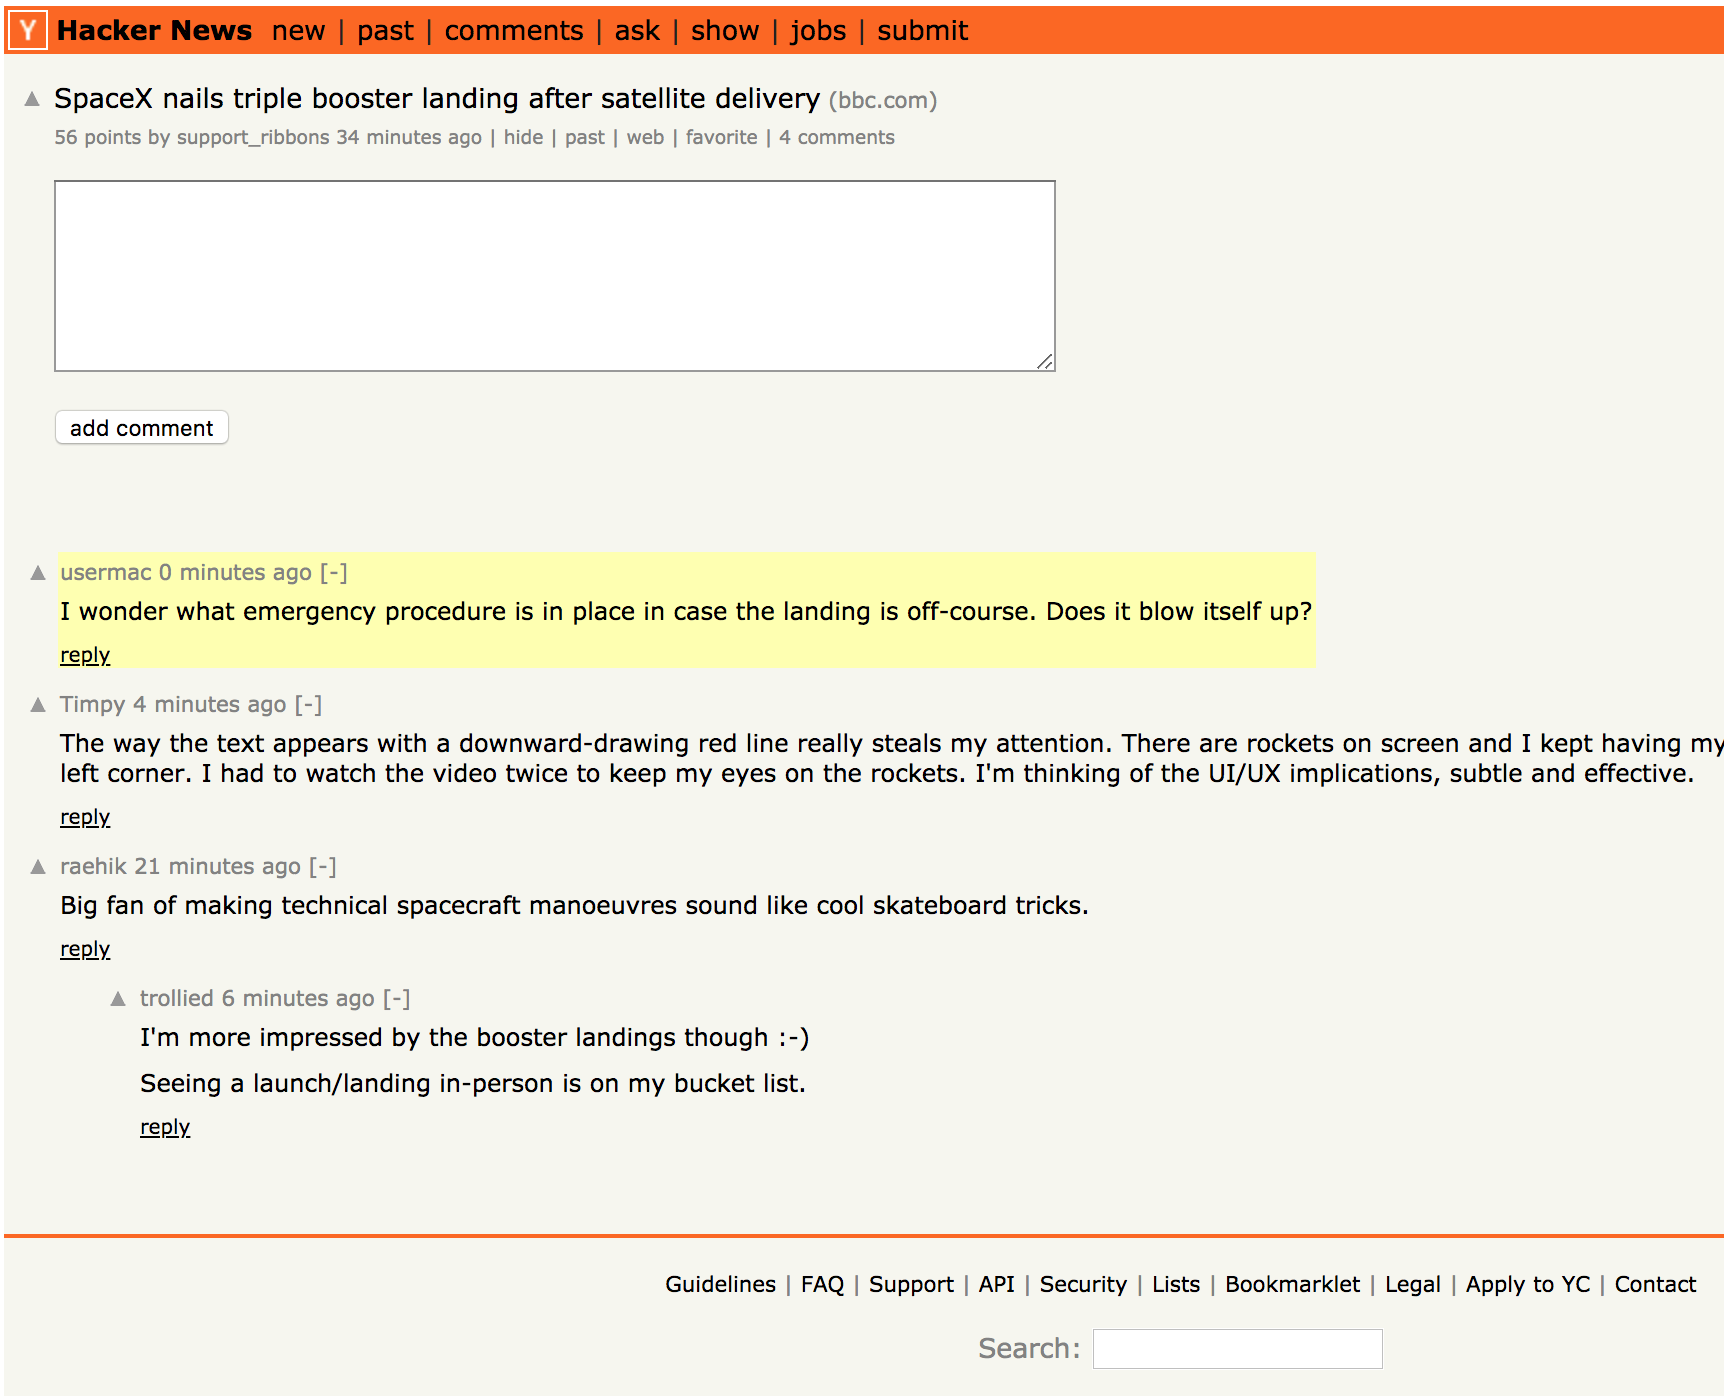 Y Hacker News new | past | comments | ask | show | jobs | submit
▲ SpaceX nails triple booster landing after satellite delivery (bbc.com)
56 points by support_ribbons 34 minutes ago | hide | past | web | favorite | 4 comments
add comment
▲ usermac 0 minutes ago [-]
I wonder what emergency procedure is in place in case the landing is off-course. Does it blow itself up?
reply
▲ Timpy 4 minutes ago [-]
The way the text appears with a downward-drawing red line really steals my attention. There are rockets on screen and I kept having my
left corner. I had to watch the video twice to keep my eyes on the rockets. I'm thinking of the UI/UX implications, subtle and effective.
reply
▲ raehik 21 minutes ago [-]
Big fan of making technical spacecraft manoeuvres sound like cool skateboard tricks.
reply
▲ trollied 6 minutes ago [-]
I'm more impressed by the booster landings though :-)
Seeing a launch/landing in-person is on my bucket list.
reply
Guidelines | FAQ | Support | API | Security | Lists | Bookmarklet | Legal | Apply to YC | Contact
Search: